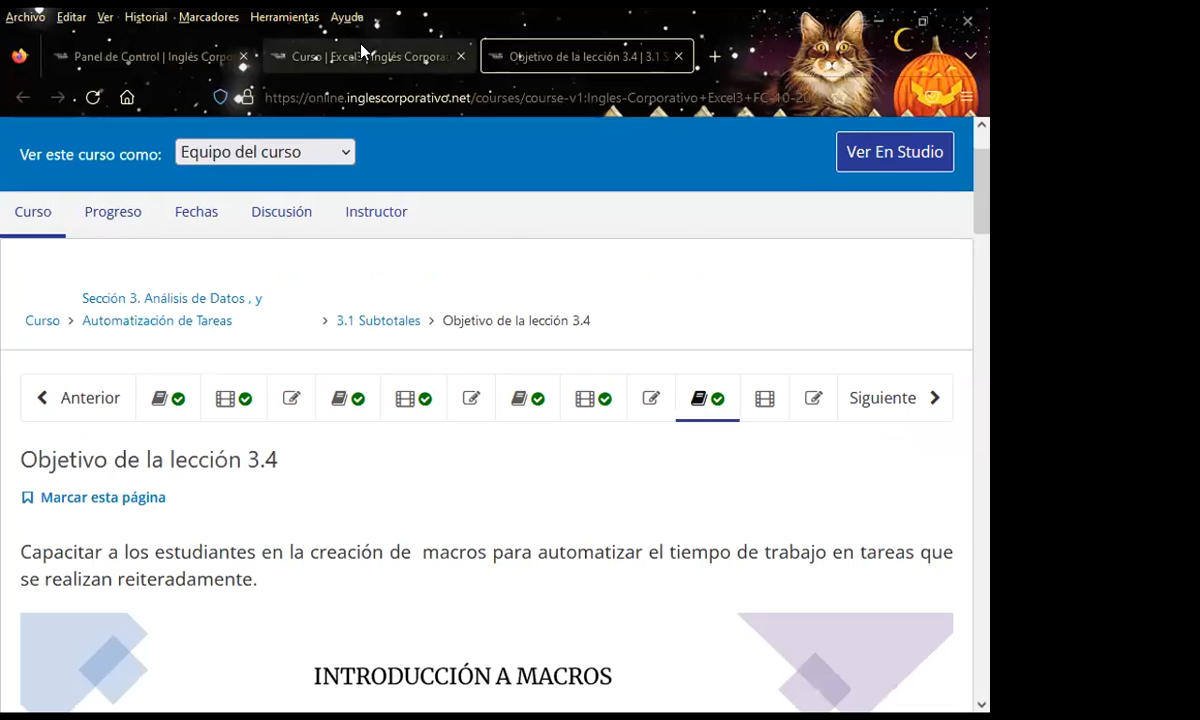 Archivo Editar Ver Historial Marcadores Herramientas Ayuda
Panel de Control | Inglés Corpo
Curso | Excel3 | Inglés Corpora
Objetivo de la lección 3.4 | 3.1 S
https://online.inglescorporativo.net/courses/course-v1:Ingles-Corporativo+Excel3+FC-10-20
Ver este curso como: Equipo del curso Ver En Studio
Curso Progreso Fechas Discusión Instructor
Sección 3. Análisis de Datos , y
Curso > Automatización de Tareas > 3.1 Subtotales > Objetivo de la lección 3.4
Anterior Siguiente
Objetivo de la lección 3.4
Marcar esta página
Capacitar a los estudiantes en la creación de macros para automatizar el tiempo de trabajo en tareas que
se realizan reiteradamente.
INTRODUCCIÓN A MACROS